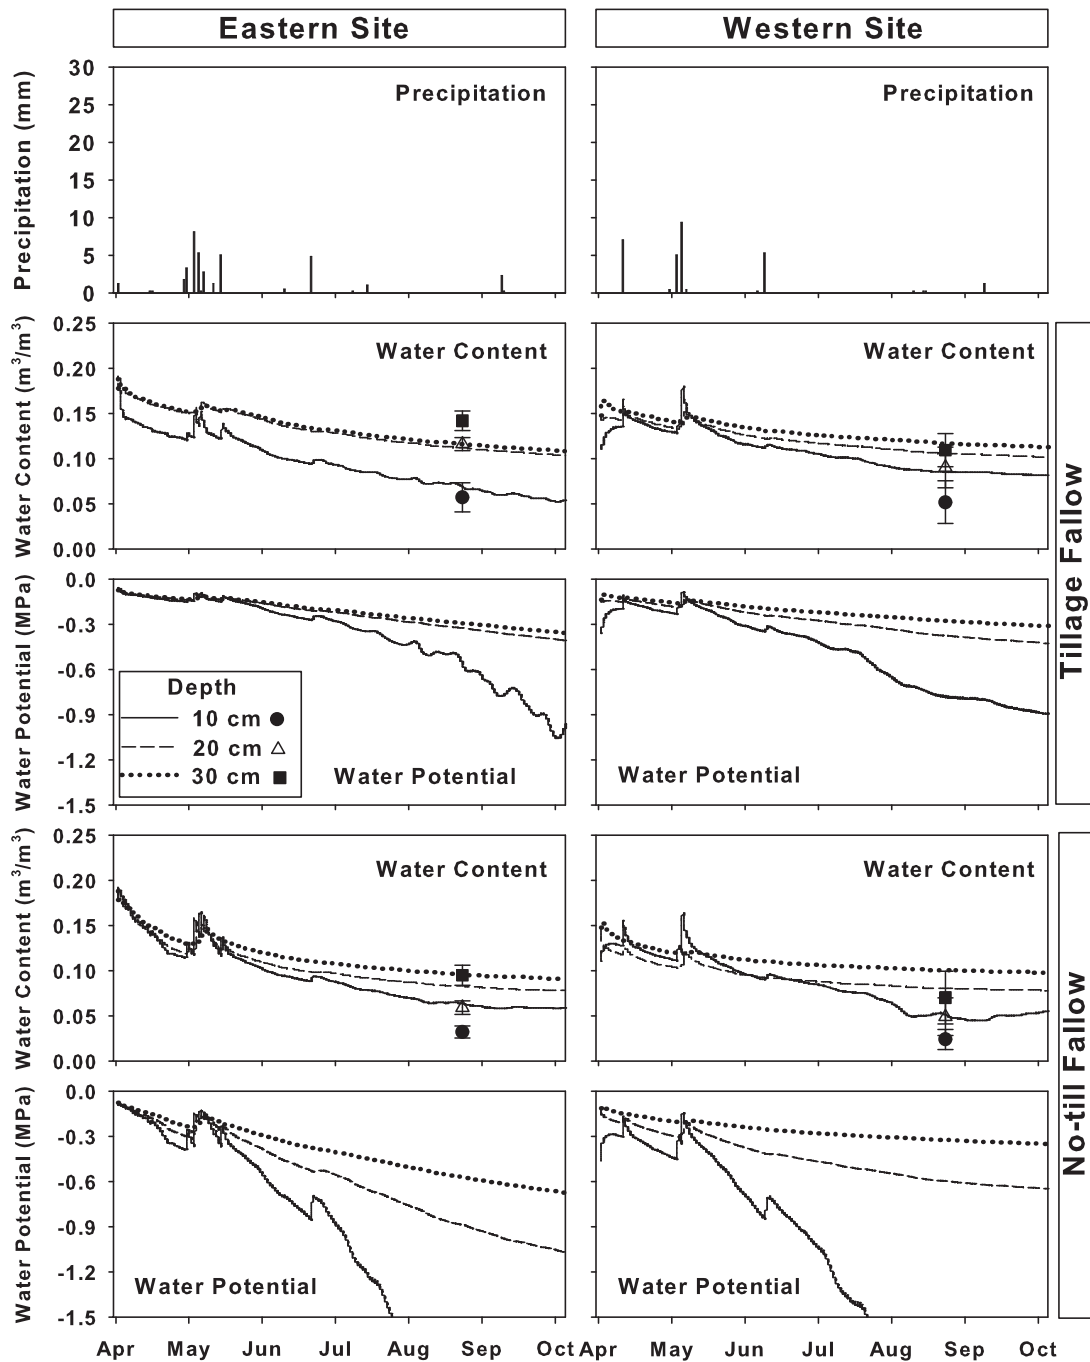 Eastern Site
Western Site
Precipitation (mm)
30
25
20
15
10
5
0
Precipitation
Precipitation
Water Content (m³/m³)
0.25
0.20
0.15
0.10
0.05
0.00
Water Content
Water Content
Tillage Fallow
Water Potential (MPa)
0.0
-0.3
-0.6
-0.9
-1.2
-1.5
Depth
10 cm
20 cm
30 cm
Water Potential
Water Potential
Water Content (m³/m³)
0.25
0.20
0.15
0.10
0.05
0.00
Water Content
Water Content
No-till Fallow
Water Potential (MPa)
0.0
-0.3
-0.6
-0.9
-1.2
-1.5
Water Potential
Water Potential
Apr May Jun Jul Aug Sep Oct Apr May Jun Jul Aug Sep Oct